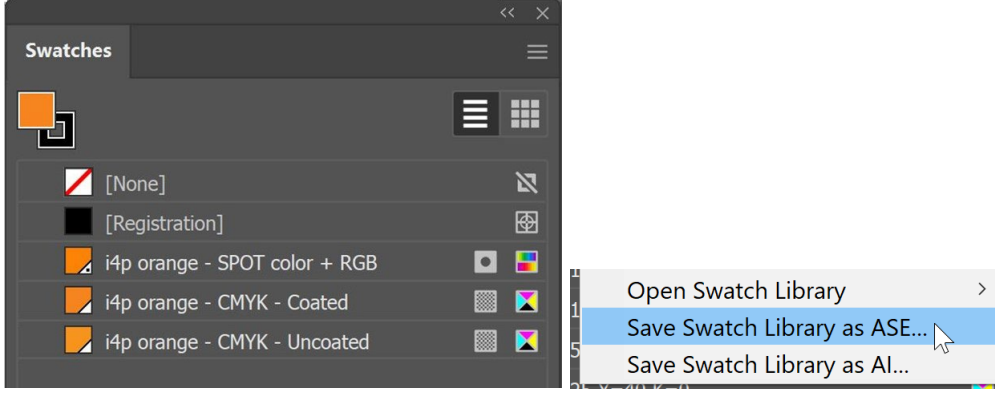 Swatches
[None]
[Registration]
i4p orange - SPOT color + RGB
i4p orange - CMYK - Coated
i4p orange - CMYK - Uncoated
Open Swatch Library
Save Swatch Library as ASE...
Save Swatch Library as AI...